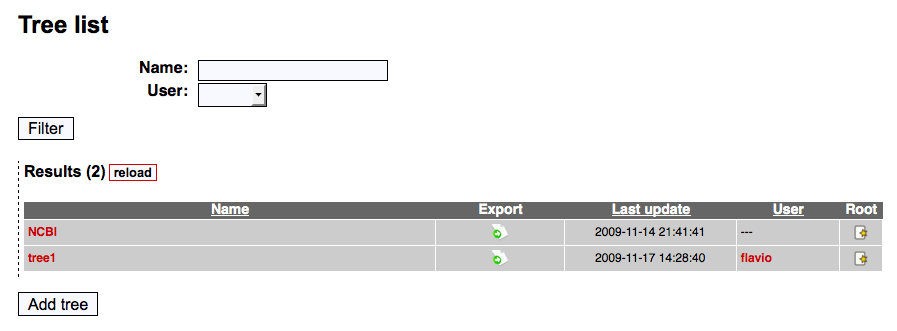 Tree list
Name:
User:
Filter
Results (2) reload
Name Export Last update User Root
NCBI 2009-11-14 21:41:41 ---
tree1 2009-11-17 14:28:40 flavio
Add tree